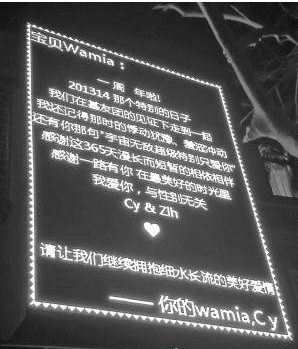 宝贝Wamia：
一周 年啦!
201314 那个特别的日子
我们在基友团的见证下走到一起
我还记得那时的悸动犹豫、羞涩冲动
还有你那句"宇宙无敌超级特别只爱你"
感谢这365天漫长而短暂的相依相伴
感谢一路有你 在最美好的时光里
我爱你，与性别无关
Cy & Zlh
请让我们继续拥抱细水长流的美好爱情
—— 你的wamia.Cy